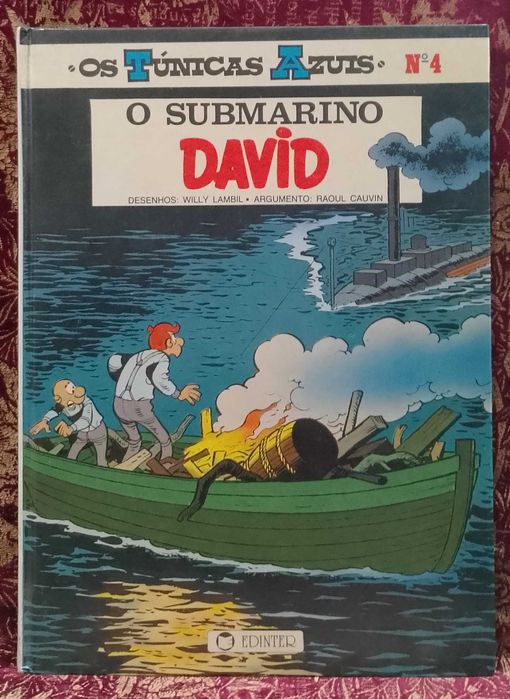 •OS TÚNICAS AZUIS• Nº4
O SUBMARINO
DAVID
DESENHOS: WILLY LAMBIL • ARGUMENTO: RAOUL CAUVIN
EDINTER